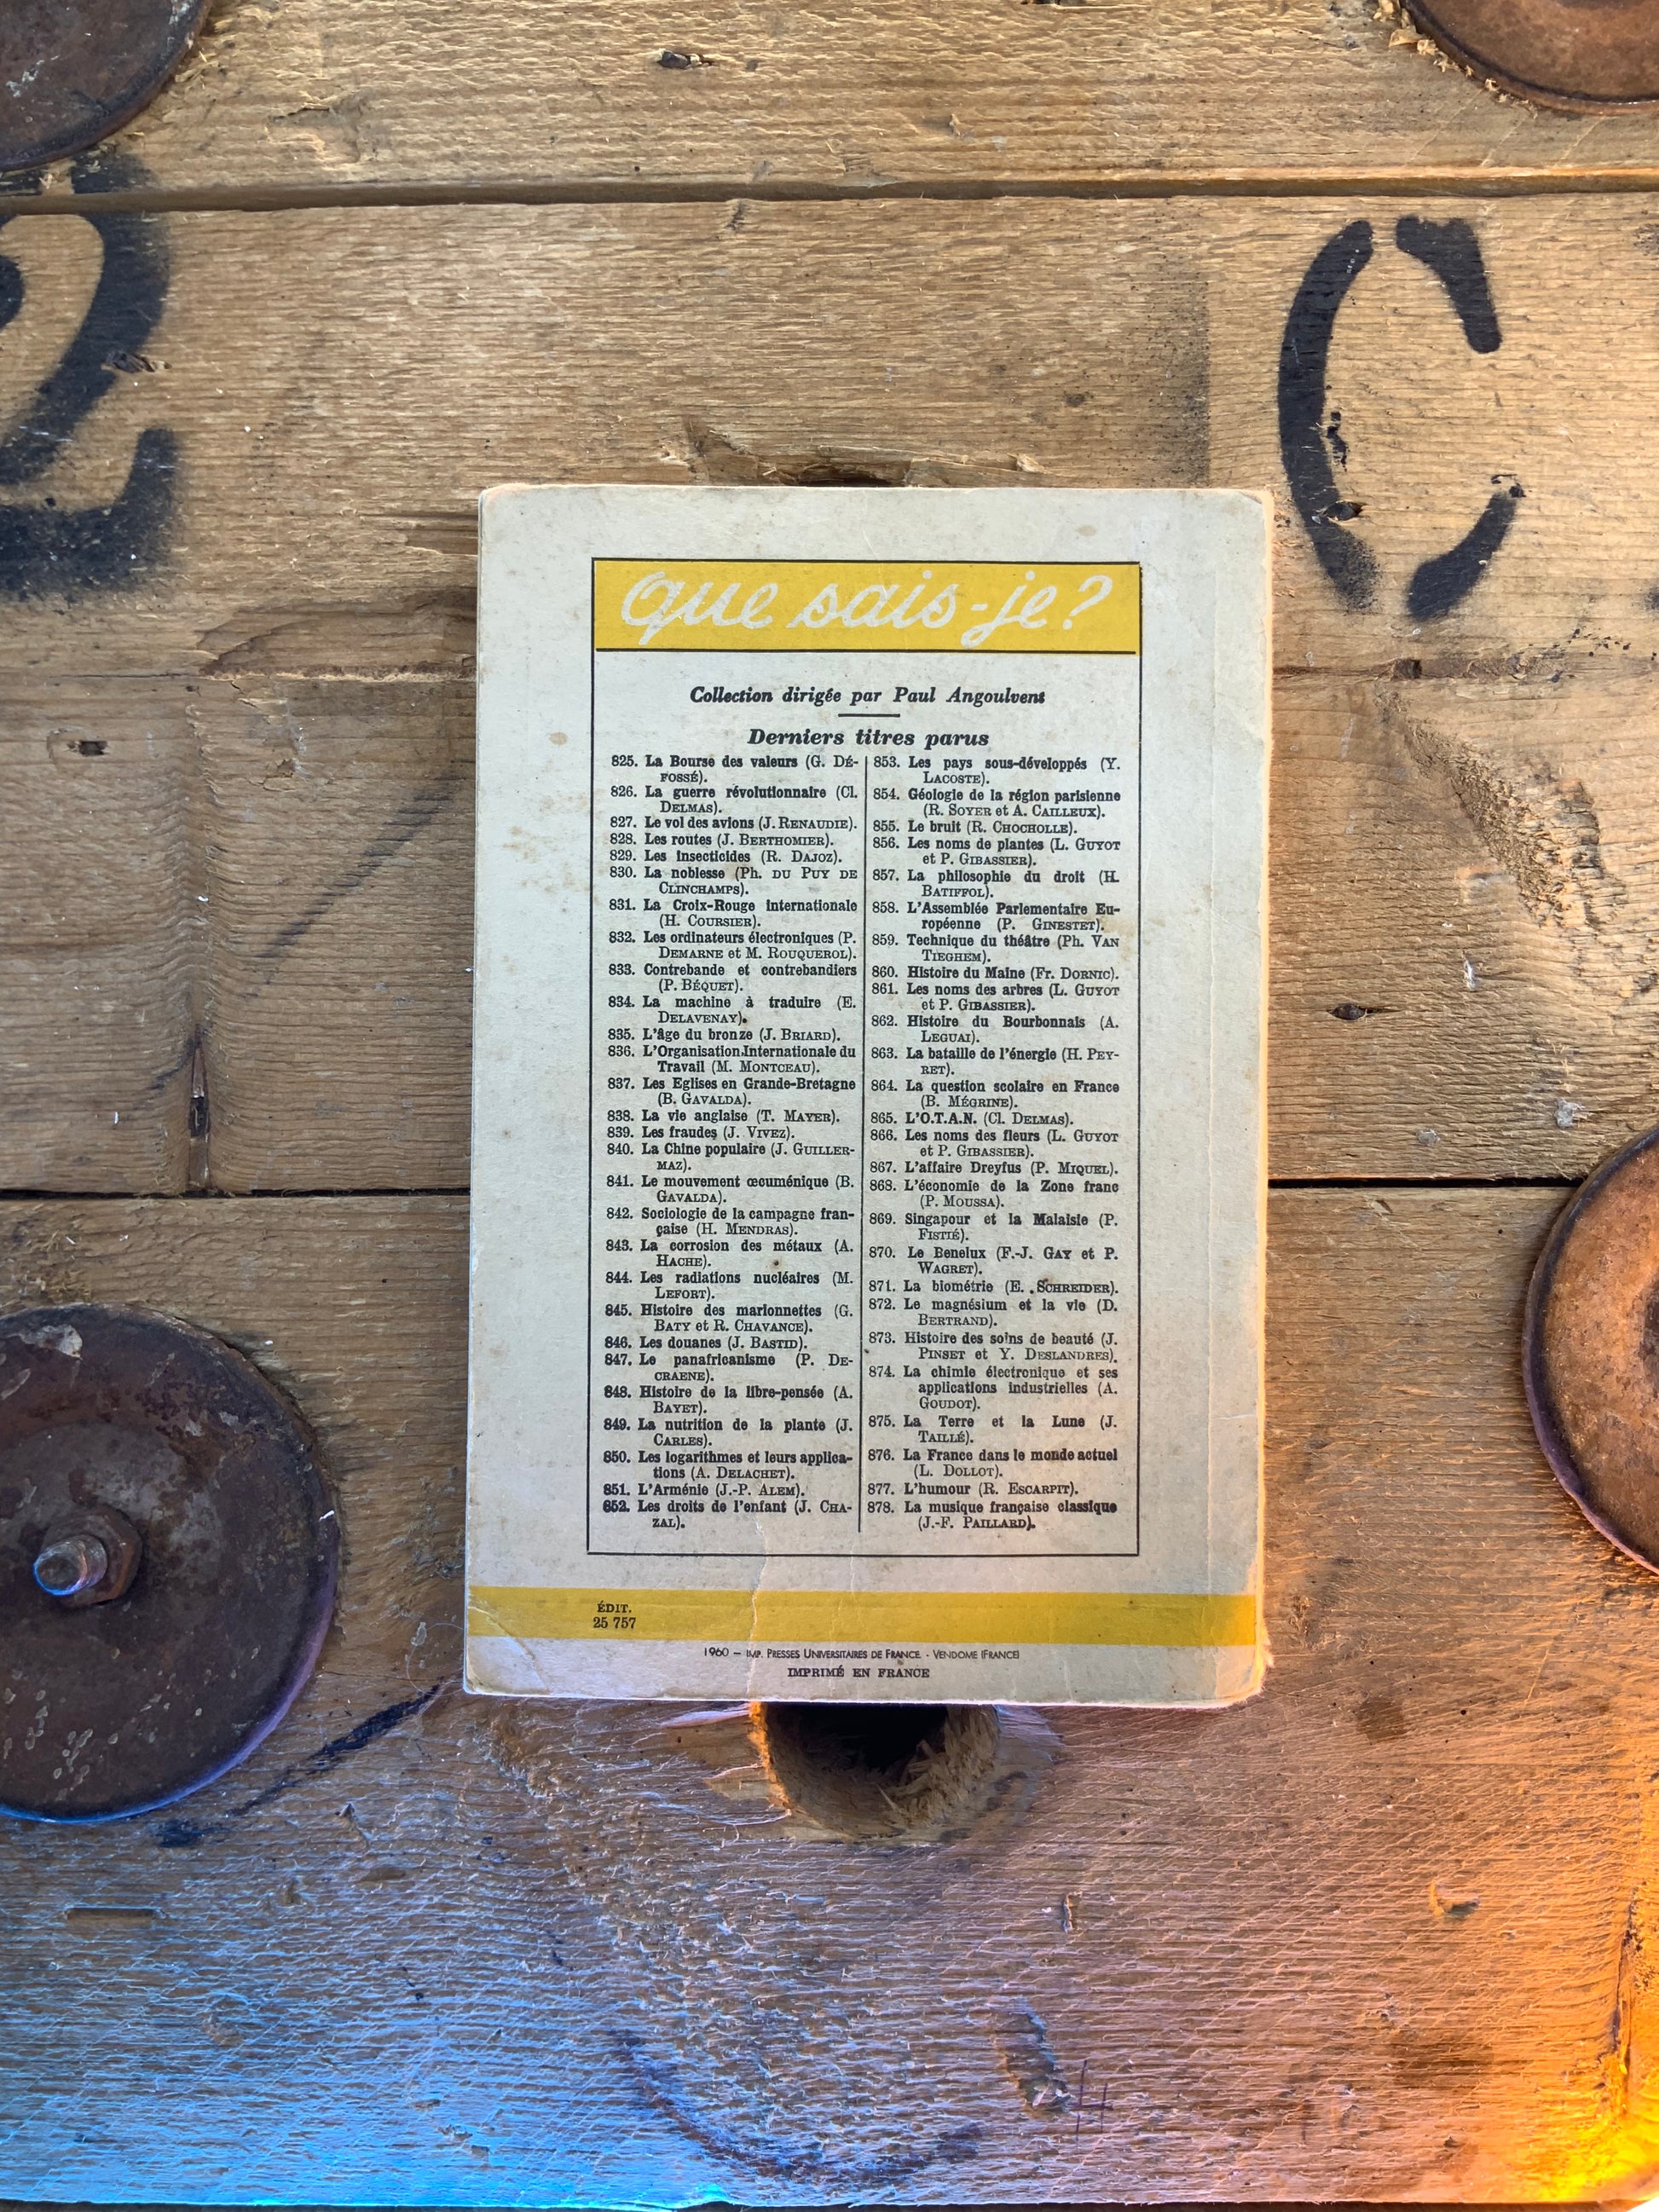 2
C
que sais-je?
Collection dirigée par Paul Angoulvent
Derniers titres parus
825. La Bourse des valeurs (G. DÉ-
FOSSÉ).
826. La guerre révolutionnaire (Cl.
DELMAS).
827. Le vol des avions (J. RENAUDIE).
828. Les routes (J. BERTHOMIER).
829. Les insecticides (R. DAJOZ).
830. La noblesse (Ph. DU PUY DE
CLINCHAMPS).
831. La Croix-Rouge internationale
(H. COURSIER).
832. Les ordinateurs électroniques (P.
DEMARNE et M. ROUQUEROL).
833. Contrebande et contrebandiers
(P. BÉQUET).
834. La machine à traduire (E.
DELAVENAY).
835. L'âge du bronze (J. BRIARD).
836. L'Organisation Internationale du
Travail (M. MONTCEAU).
837. Les Eglises en Grande-Bretagne
(B. GAVALDA).
838. La vie anglaise (T. MAYER).
839. Les fraudes (J. VIVEZ).
840. La Chine populaire (J. GUILLER-
MAZ).
841. Le mouvement œcuménique (B.
GAVALDA).
842. Sociologie de la campagne fran-
çaise (H. MENDRAS).
843. La corrosion des métaux (A.
HACHE).
844. Les radiations nucléaires (M.
LEFORT).
845. Histoire des marionnettes (G.
BATY et R. CHAVANCE).
846. Les douanes (J. BASTID).
847. Le panafricanisme (P. DE-
CRAENE).
848. Histoire de la libre-pensée (A.
BAYET).
849. La nutrition de la plante (J.
CARLES).
850. Les logarithmes et leurs applica-
tions (A. DELACHET).
851. L'Arménie (J.-P. ALEM).
852. Les droits de l'enfant (J. CHA-
ZAL).
853. Les pays sous-développés (Y.
LACOSTE).
854. Géologie de la région parisienne
(R. SOYER et A. CAILLEUX).
855. Le bruit (R. CHOCHOLLE).
856. Les noms de plantes (L. GUYOT
et P. GIBASSIER).
857. La philosophie du droit (H.
BATIFFOL).
858. L'Assemblée Parlementaire Eu-
ropéenne (P. GINESTET).
859. Technique du théâtre (Ph. VAN
TIEGHEM).
860. Histoire du Maine (Fr. DORNIC).
861. Les noms des arbres (L. GUYOT
et P. GIBASSIER).
862. Histoire du Bourbonnais (A.
LEGUAI).
863. La bataille de l'énergie (H. PEY-
RET).
864. La question scolaire en France
(B. MÉGRINE).
865. L'O.T.A.N. (Cl. DELMAS).
866. Les noms des fleurs (L. GUYOT
et P. GIBASSIER).
867. L'affaire Dreyfus (P. MIQUEL).
868. L'économie de la Zone franc
(P. MOUSSA).
869. Singapour et la Malaisie (P.
FISTIÉ).
870. Le Benelux (F.-J. GAY et P.
WAGRET).
871. La biométrie (E. SCHREIDER).
872. Le magnésium et la vie (D.
BERTRAND).
873. Histoire des soins de beauté (J.
PINSET et Y. DESLANDRES).
874. La chimie électronique et ses
applications industrielles (A.
GOUDOT).
875. La Terre et la Lune (J.
TAILLÉ).
876. La France dans le monde actuel
(L. DOLLOT).
877. L'humour (R. ESCARPIT).
878. La musique française classique
(J.-F. PAILLARD).
ÉDIT.
25 757
1960 — IMP. PRESSES UNIVERSITAIRES DE FRANCE. - VENDOME (FRANCE)
IMPRIMÉ EN FRANCE